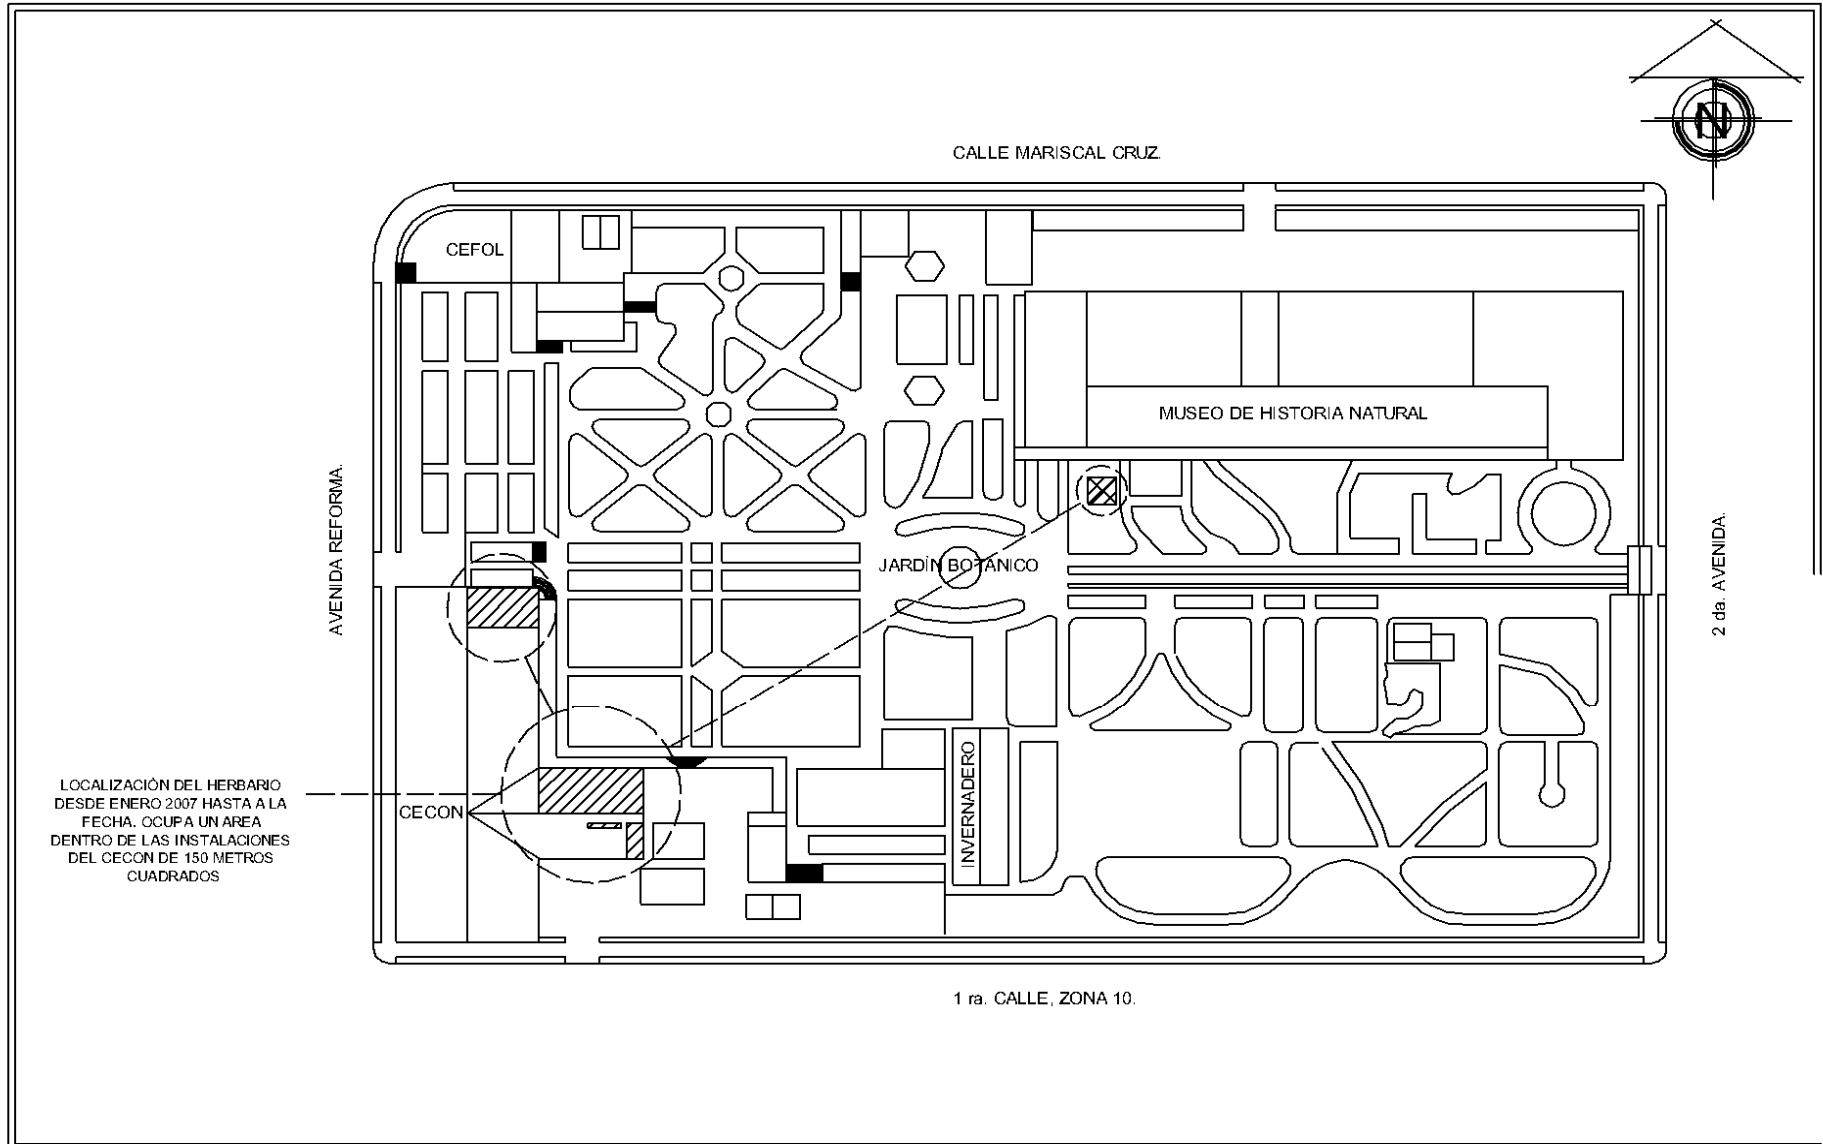 N
CALLE MARISCAL CRUZ.
CEFOL
MUSEO DE HISTORIA NATURAL
AVENIDA REFORMA.
JARDÍN BOTÁNICO
2 da. AVENIDA.
INVERNADERO
CECON
LOCALIZACIÓN DEL HERBARIO
DESDE ENERO 2007 HASTA A LA
FECHA. OCUPA UN AREA
DENTRO DE LAS INSTALACIONES
DEL CECON DE 150 METROS
CUADRADOS
1 ra. CALLE, ZONA 10.